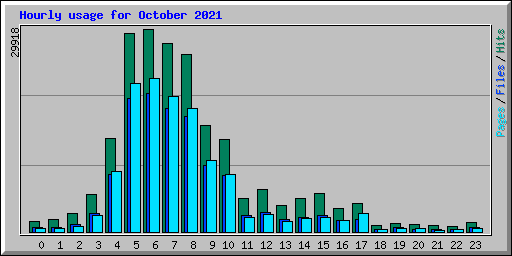 Hourly usage for October 2021
29918
Pages/Files/Hits
0 1 2 3 4 5 6 7 8 9 10 11 12 13 14 15 16 17 18 19 20 21 22 23